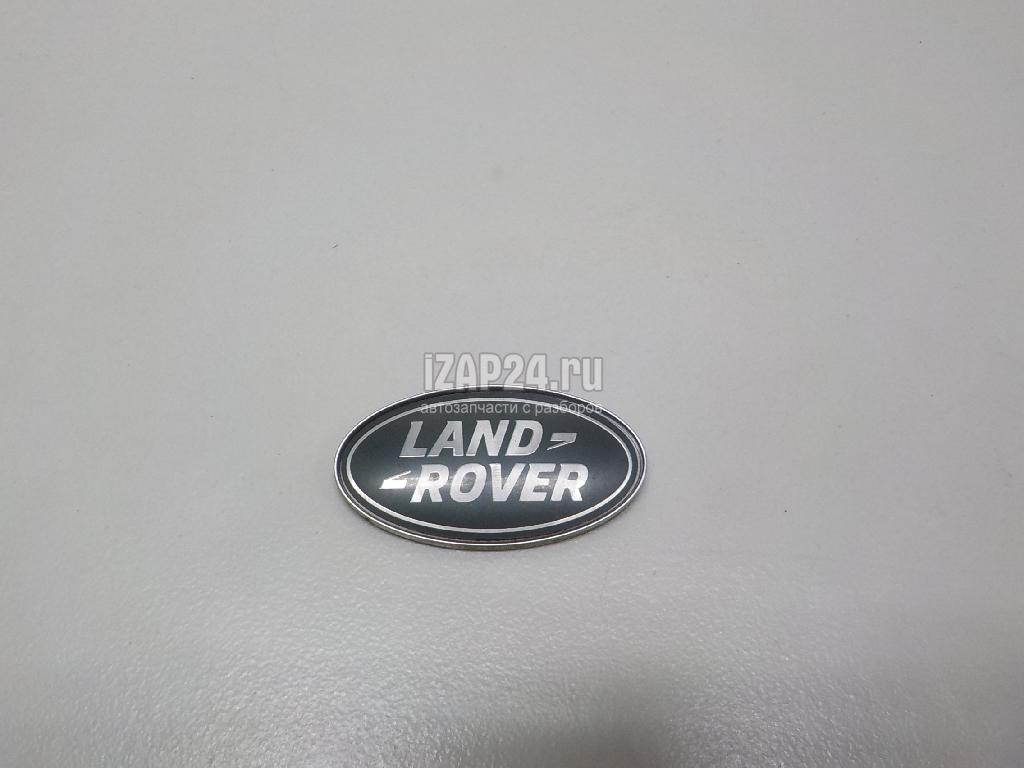 iZAP24.ru
автозапчасти с разборов
LAND-
-ROVER